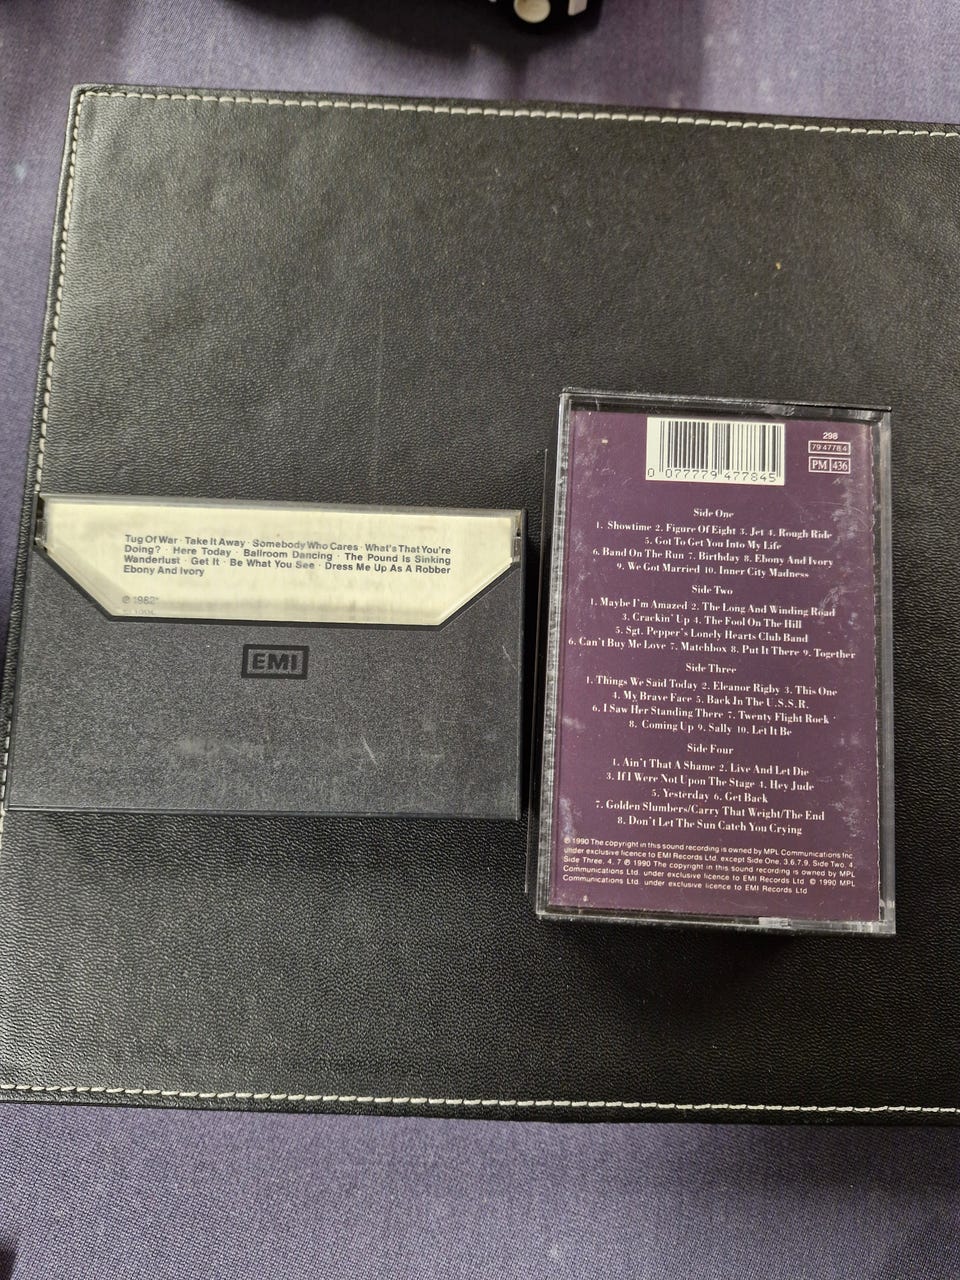 Tug Of War · Take It Away · Somebody Who Cares · What's That You're
Doing? · Here Today · Ballroom Dancing · The Pound Is Sinking
Wanderlust · Get It · Be What You See · Dress Me Up As A Robber
Ebony And Ivory
℗ 1982*
EMI
0 077779 477845
298
79 4778 4
PM 436
Side One
1. Showtime 2. Figure Of Eight 3. Jet 4. Rough Ride
5. Got To Get You Into My Life
6. Band On The Run 7. Birthday 8. Ebony And Ivory
9. We Got Married 10. Inner City Madness
Side Two
1. Maybe I'm Amazed 2. The Long And Winding Road
3. Crackin' Up 4. The Fool On The Hill
5. Sgt. Pepper's Lonely Hearts Club Band
6. Can't Buy Me Love 7. Matchbox 8. Put It There 9. Together
Side Three
1. Things We Said Today 2. Eleanor Rigby 3. This One
4. My Brave Face 5. Back In The U.S.S.R.
6. I Saw Her Standing There 7. Twenty Flight Rock
8. Coming Up 9. Sally 10. Let It Be
Side Four
1. Ain't That A Shame 2. Live And Let Die
3. If I Were Not Upon The Stage 4. Hey Jude
5. Yesterday 6. Get Back
7. Golden Slumbers/Carry That Weight/The End
8. Don't Let The Sun Catch You Crying
℗ 1990 The copyright in this sound recording is owned by MPL Communications Inc.
under exclusive licence to EMI Records Ltd. except Side One, 3,6,7,9, Side Two, 4,
Side Three, 4, 7 ℗ 1990 The copyright in this sound recording is owned by MPL
Communications Ltd. under exclusive licence to EMI Records Ltd © 1990 MPL
Communications Ltd. under exclusive licence to EMI Records Ltd